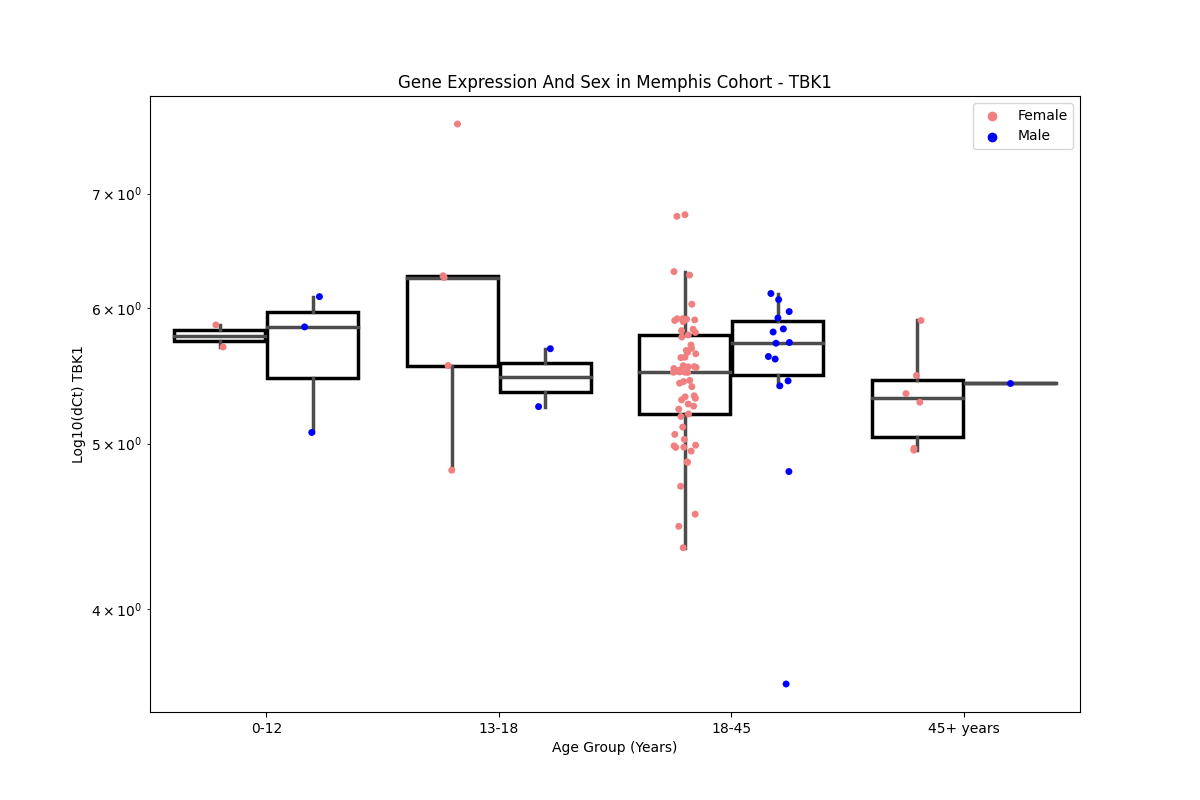 Gene Expression And Sex in Memphis Cohort - TBK1
Female
Male
7 × 10⁰
6 × 10⁰
5 × 10⁰
4 × 10⁰
Log10(dCt) TBK1
0-12
13-18
18-45
45+ years
Age Group (Years)